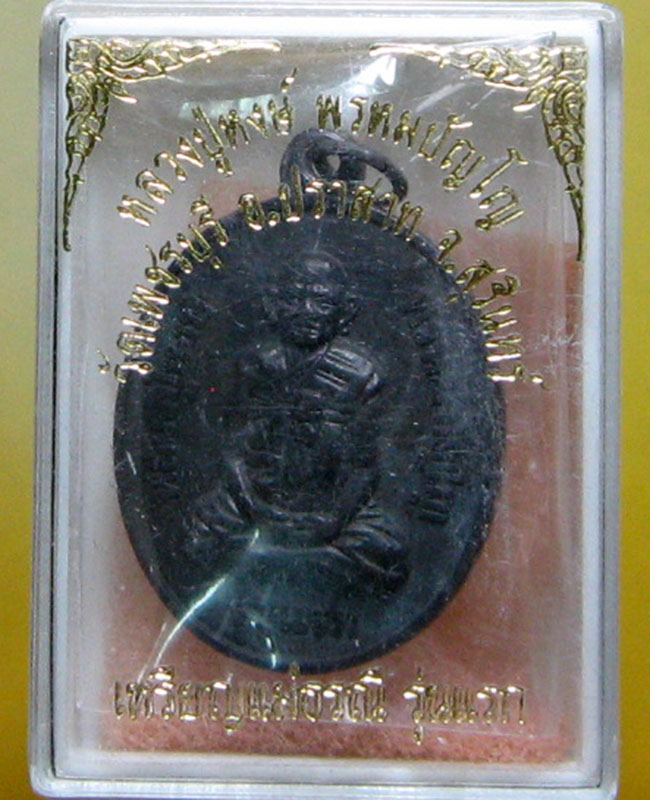 หลวงปู่หงษ์ พรหมปัญโญ
วัดเพชรบุรี อ.ปราสาท จ.สุรินทร์
เหรียญแม่ธรณี รุ่นแรก